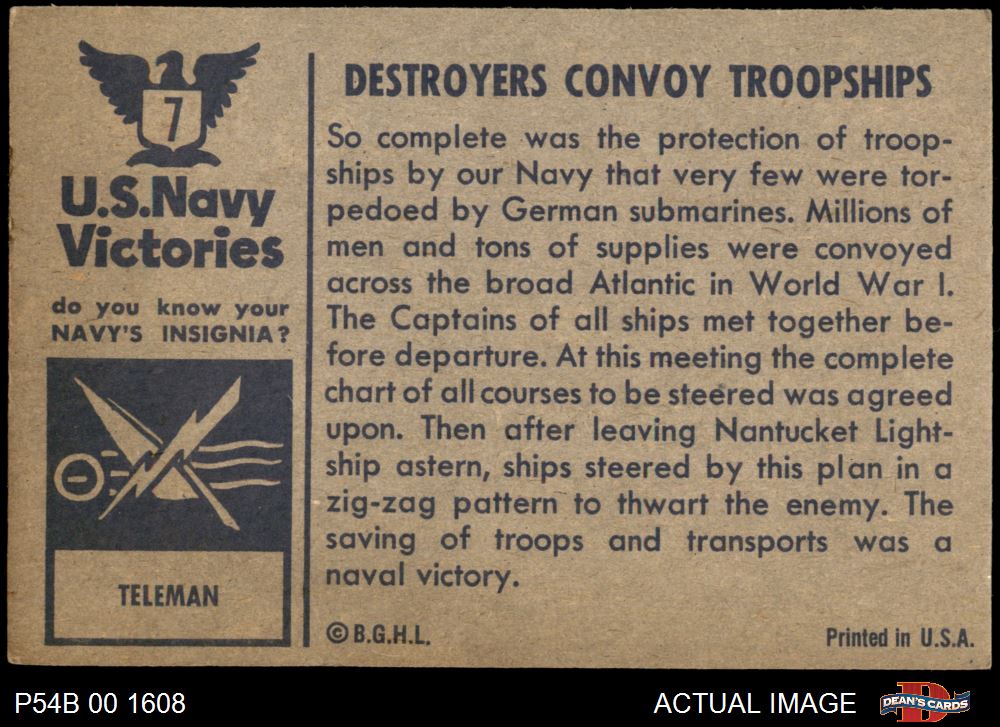 7
U.S.Navy
Victories
do you know your
NAVY'S INSIGNIA?
TELEMAN
DESTROYERS CONVOY TROOPSHIPS
So complete was the protection of troop-
ships by our Navy that very few were tor-
pedoed by German submarines. Millions of
men and tons of supplies were convoyed
across the broad Atlantic in World War I.
The Captains of all ships met together be-
fore departure. At this meeting the complete
chart of all courses to be steered was agreed
upon. Then after leaving Nantucket Light-
ship astern, ships steered by this plan in a
zig-zag pattern to thwart the enemy. The
saving of troops and transports was a
naval victory.
© B.G.H.L.
Printed in U.S.A.
P54B 00 1608
ACTUAL IMAGE
D
DEAN'S CARDS